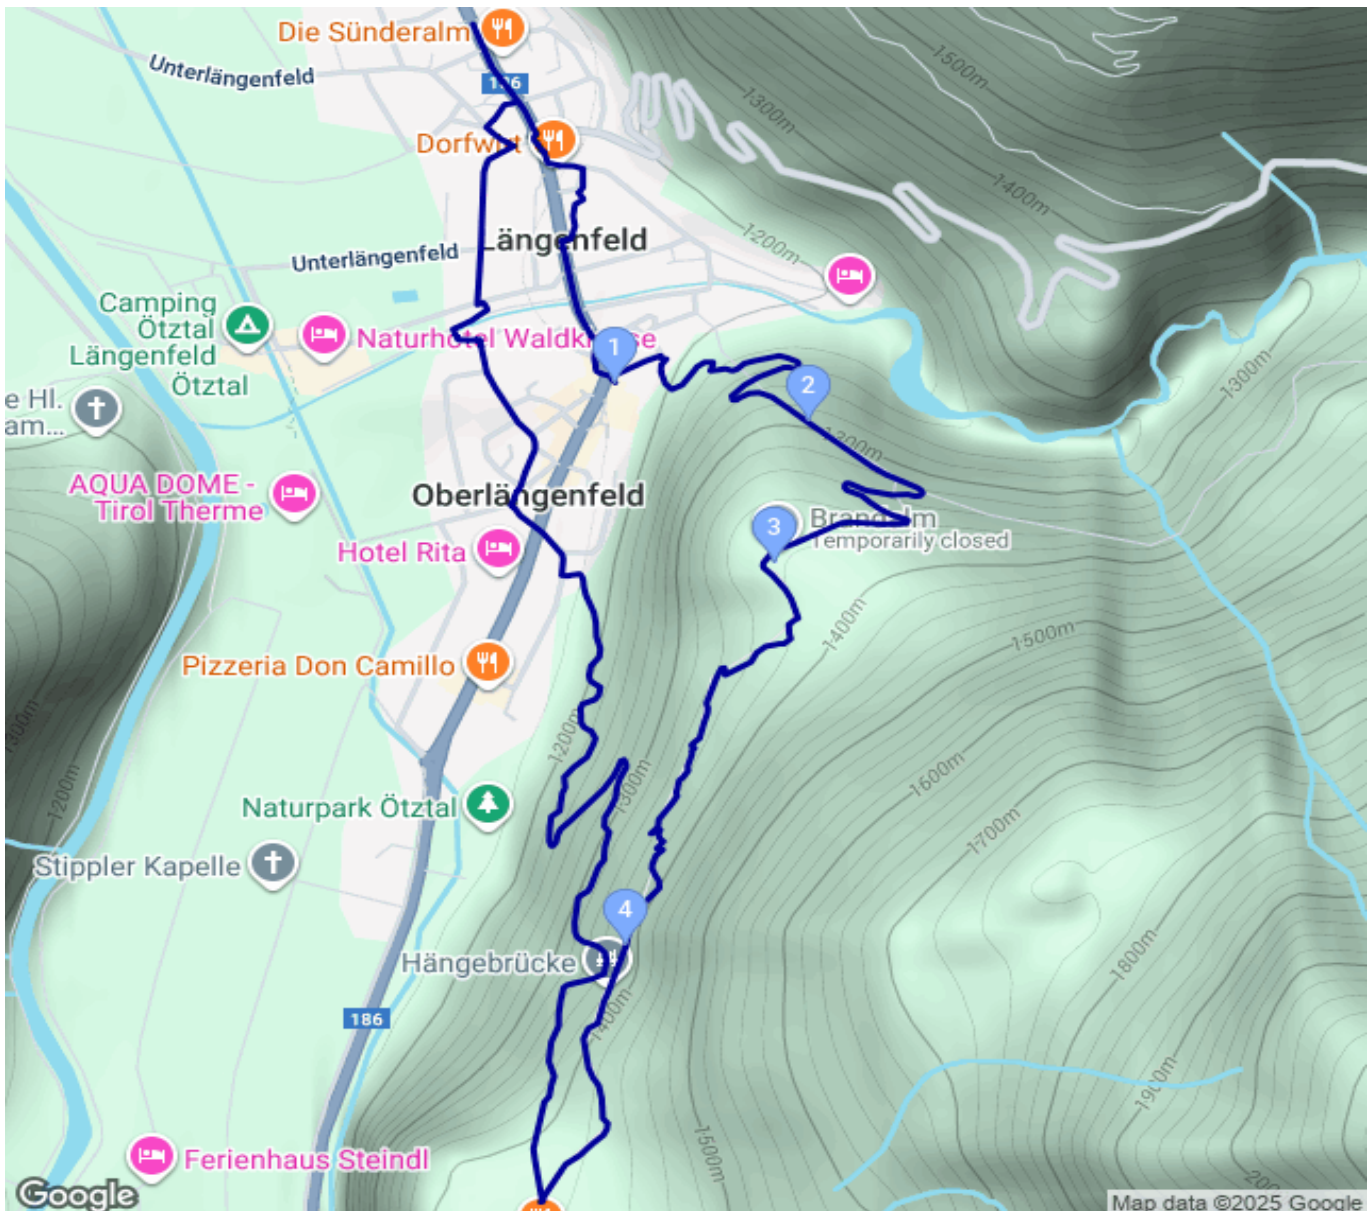 Die Sünderalm
Unterlängenfeld
186
Dorfwirt
1500m
1300m
1400m
1200m
Längenfeld
Unterlängenfeld
Camping
Ötztal
Längenfeld
Ötztal
Naturhotel Waldklause
1
2
1300m
1300m
e Hl.
am...
AQUA DOME -
Tirol Therme
Oberlängenfeld
3
Brandalm
Temporarily closed
Hotel Rita
1400m
1500m
Pizzeria Don Camillo
1300m
1200m
1200m
1300m
1600m
1700m
Naturpark Ötztal
Stippler Kapelle
4
Hängebrücke
1400m
1800m
186
1900m
1500m
Ferienhaus Steindl
Google
Map data ©2025 Google